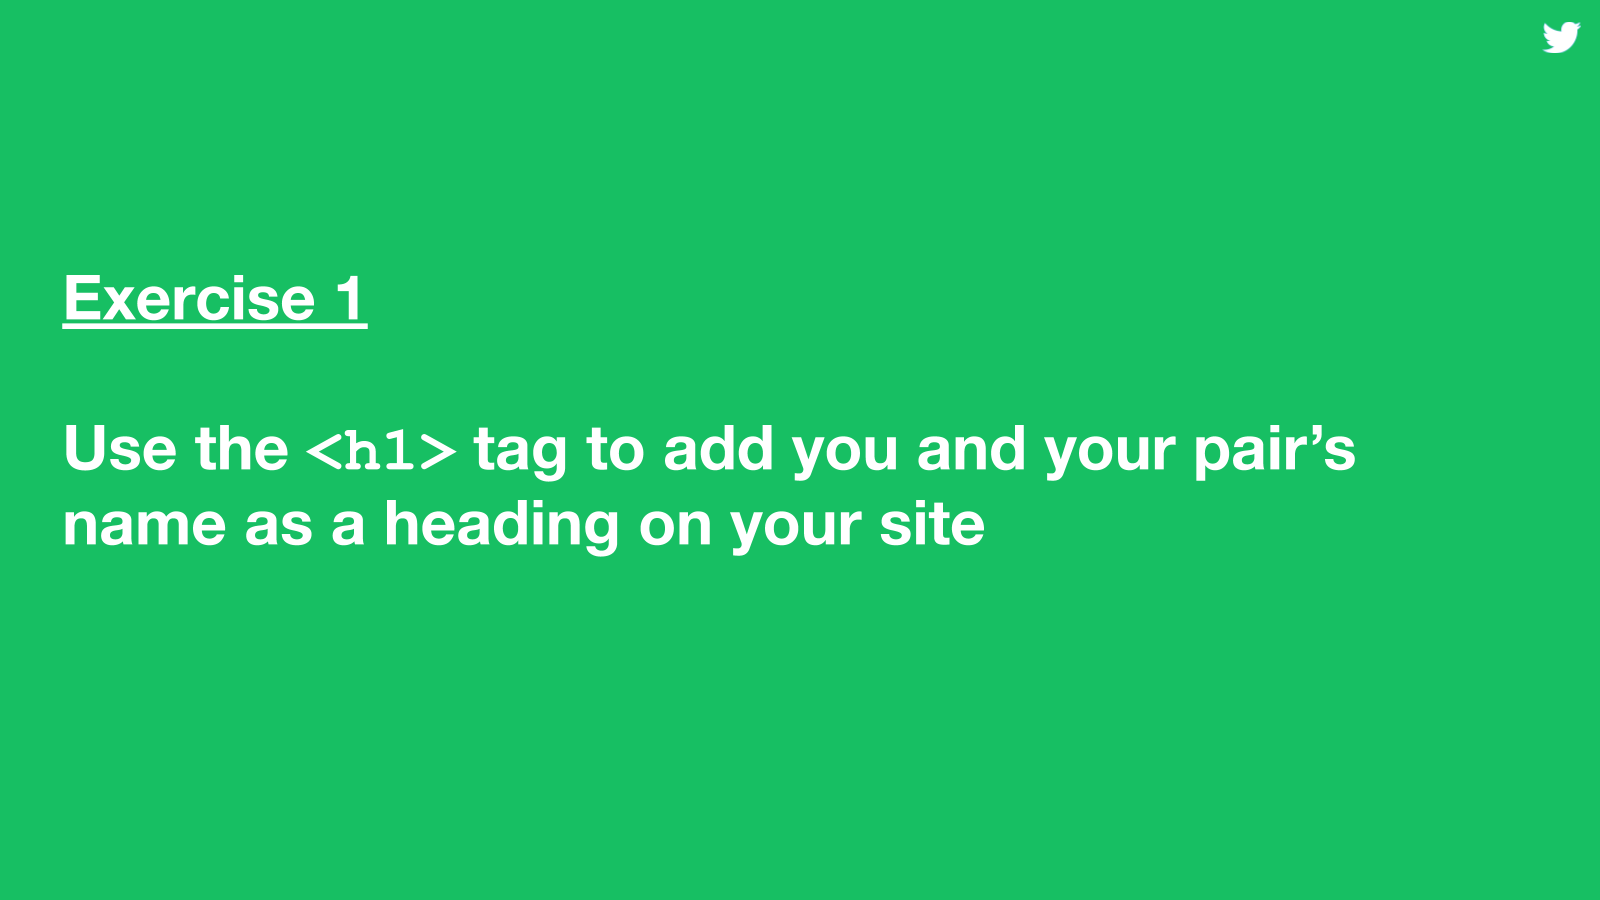 Exercise 1
Use the <h1> tag to add you and your pair’s
name as a heading on your site